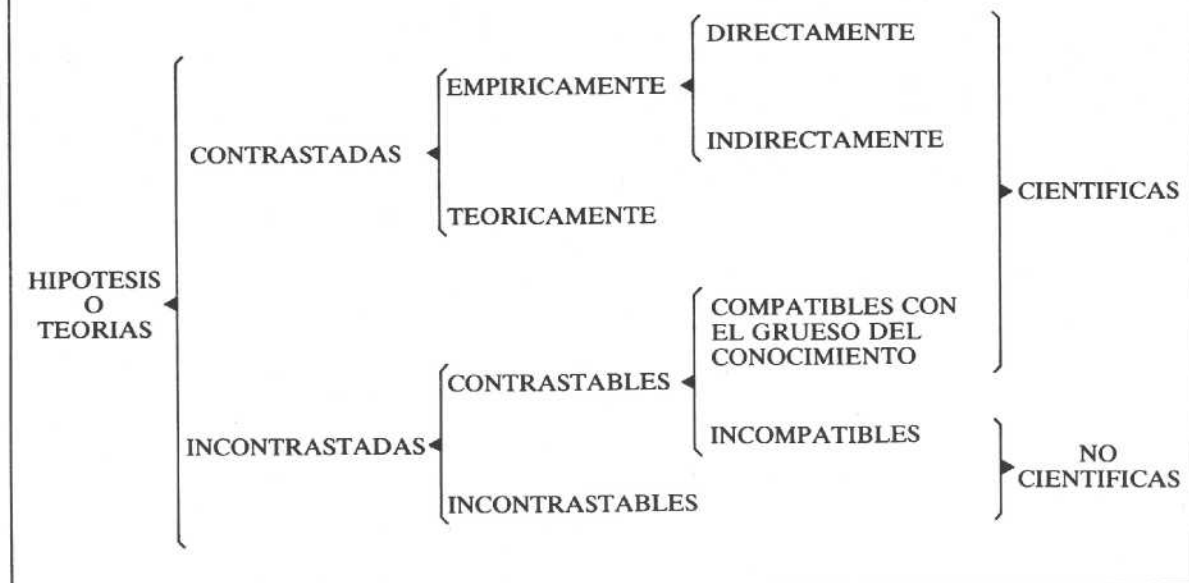 DIRECTAMENTE
EMPIRICAMENTE
INDIRECTAMENTE
CONTRASTADAS
CIENTIFICAS
TEORICAMENTE
HIPOTESIS
O
TEORIAS
COMPATIBLES CON
EL GRUESO DEL
CONOCIMIENTO
CONTRASTABLES
INCOMPATIBLES
INCONTRASTADAS
NO
CIENTIFICAS
INCONTRASTABLES